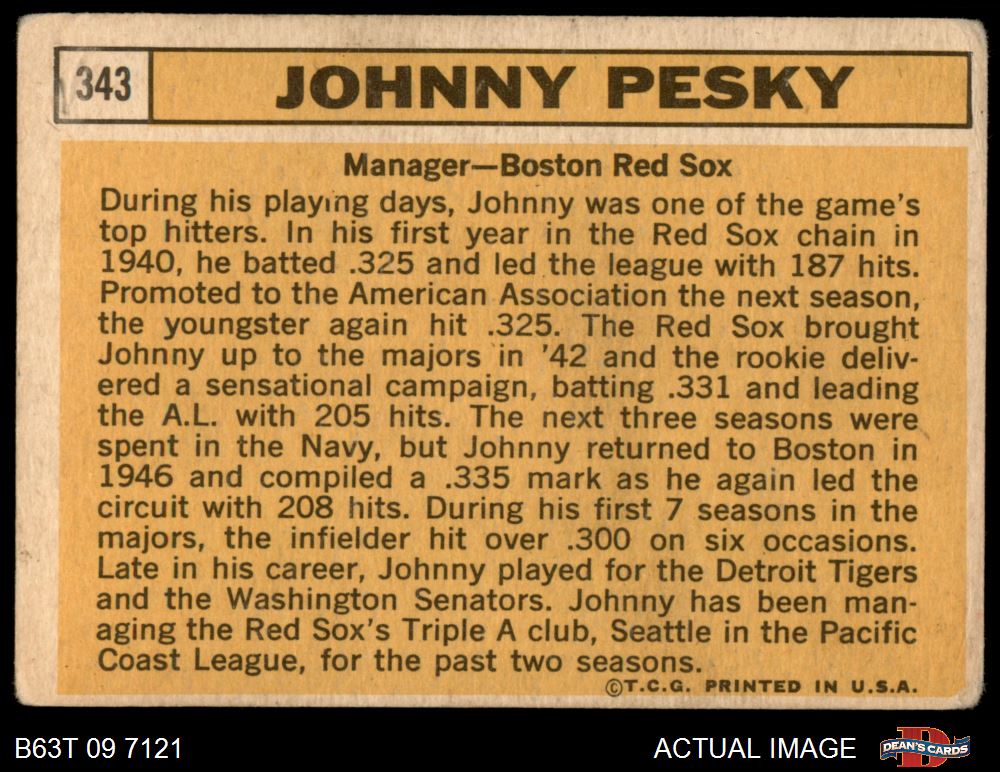 343
JOHNNY PESKY
Manager—Boston Red Sox
During his playing days, Johnny was one of the game's
top hitters. In his first year in the Red Sox chain in
1940, he batted .325 and led the league with 187 hits.
Promoted to the American Association the next season,
the youngster again hit .325. The Red Sox brought
Johnny up to the majors in '42 and the rookie deliv-
ered a sensational campaign, batting .331 and leading
the A.L. with 205 hits. The next three seasons were
spent in the Navy, but Johnny returned to Boston in
1946 and compiled a .335 mark as he again led the
circuit with 208 hits. During his first 7 seasons in the
majors, the infielder hit over .300 on six occasions.
Late in his career, Johnny played for the Detroit Tigers
and the Washington Senators. Johnny has been man-
aging the Red Sox's Triple A club, Seattle in the Pacific
Coast League, for the past two seasons.
©T.C.G. PRINTED IN U.S.A.
B63T 09 7121
ACTUAL IMAGE
D
DEAN'S CARDS